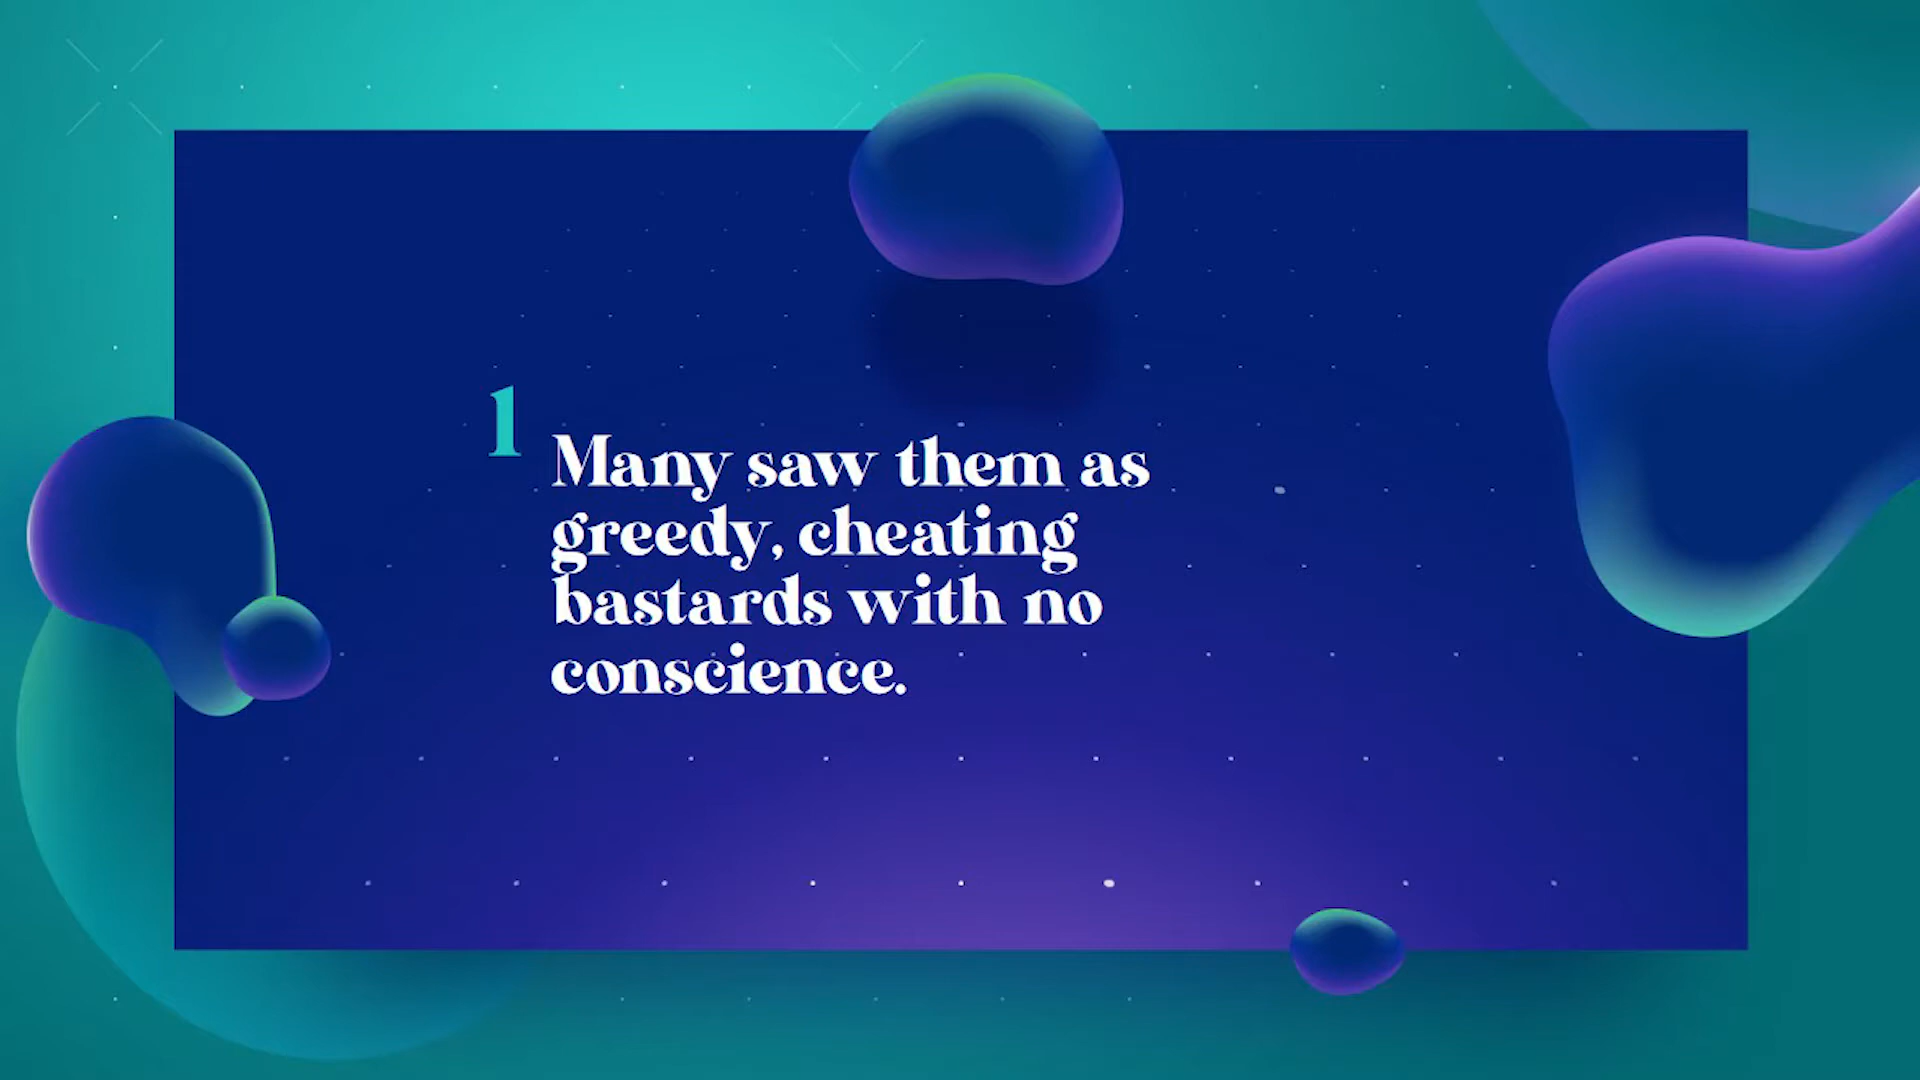 1
Many saw them as
greedy, cheating
bastards with no
conscience.